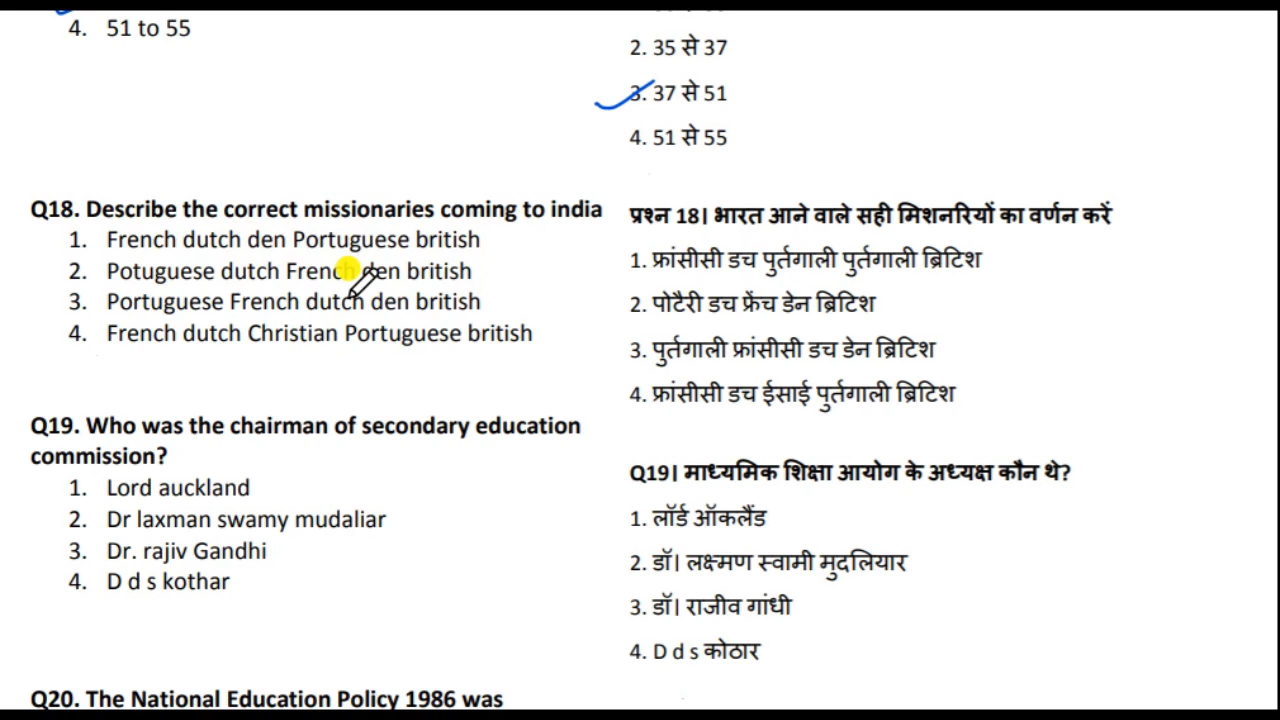 4. 51 to 55
Q18. Describe the correct missionaries coming to india
1. French dutch den Portuguese british
2. Potuguese dutch French den british
3. Portuguese French dutch den british
4. French dutch Christian Portuguese british
Q19. Who was the chairman of secondary education
commission?
1. Lord auckland
2. Dr laxman swamy mudaliar
3. Dr. rajiv Gandhi
4. D d s kothar
Q20. The National Education Policy 1986 was
2. 35 से 37
3. 37 से 51
4. 51 से 55
प्रश्न 18। भारत आने वाले सही मिशनरियों का वर्णन करें
1. फ्रांसीसी डच पुर्तगाली पुर्तगाली ब्रिटिश
2. पोटैरी डच फ्रेंच डेन ब्रिटिश
3. पुर्तगाली फ्रांसीसी डच डेन ब्रिटिश
4. फ्रांसीसी डच ईसाई पुर्तगाली ब्रिटिश
Q19। माध्यमिक शिक्षा आयोग के अध्यक्ष कौन थे?
1. लॉर्ड ऑकलैंड
2. डॉ। लक्ष्मण स्वामी मुदलियार
3. डॉ। राजीव गांधी
4. D d s कोठार